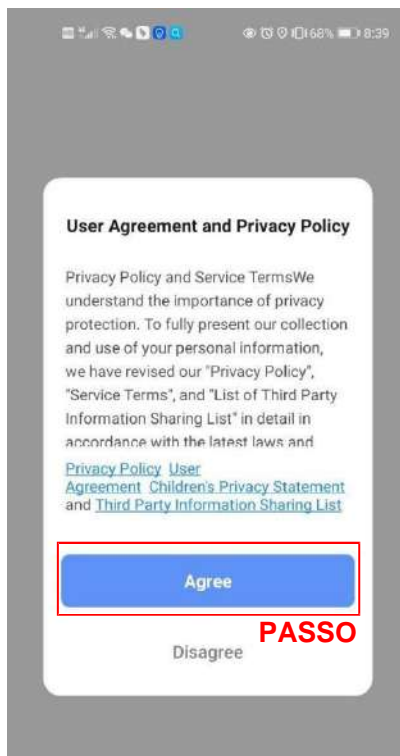 68% 8:39
User Agreement and Privacy Policy
Privacy Policy and Service TermsWe
understand the importance of privacy
protection. To fully present our collection
and use of your personal information,
we have revised our "Privacy Policy",
"Service Terms", and "List of Third Party
Information Sharing List" in detail in
accordance with the latest laws and
Privacy Policy User
Agreement Children's Privacy Statement
and Third Party Information Sharing List
Agree
PASSO
Disagree